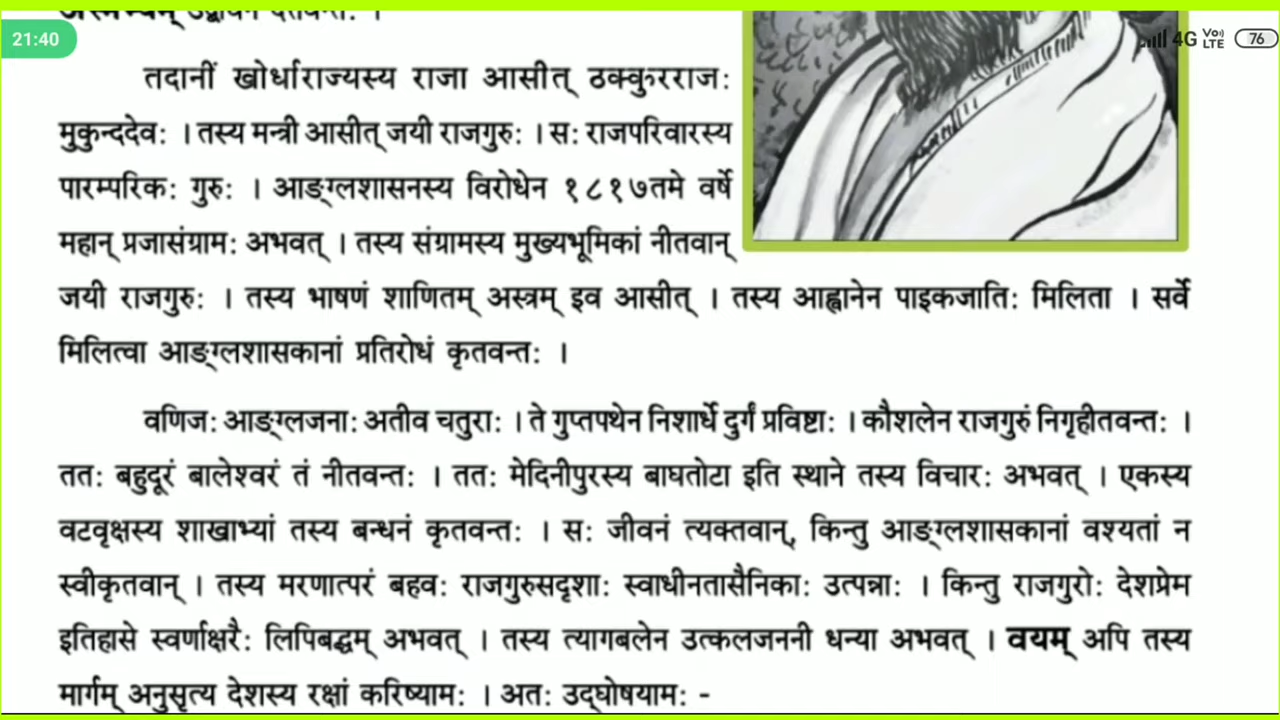 21:40
4G VoLTE 76
तदानीं खोर्धाराज्यस्य राजा आसीत् ठक्कुरराजः
मुकुन्ददेवः । तस्य मन्त्री आसीत् जयी राजगुरुः । सः राजपरिवारस्य
पारम्परिकः गुरुः । आङ्ग्लशासनस्य विरोधेन १८१७तमे वर्षे
महान् प्रजासंग्रामः अभवत् । तस्य संग्रामस्य मुख्यभूमिकां नीतवान्
जयी राजगुरुः । तस्य भाषणं शाणितम् अस्त्रम् इव आसीत् । तस्य आह्वानेन पाइकजातिः मिलिता । सर्वे
मिलित्वा आङ्ग्लशासकानां प्रतिरोधं कृतवन्तः ।
वणिजः आङ्ग्लजनाः अतीव चतुराः । ते गुप्तपथेन निशार्धे दुर्गं प्रविष्टाः । कौशलेन राजगुरुं निगृहीतवन्तः ।
ततः बहुदूरं बालेश्वरं तं नीतवन्तः । ततः मेदिनीपुरस्य बाघतोटा इति स्थाने तस्य विचारः अभवत् । एकस्य
वटवृक्षस्य शाखाभ्यां तस्य बन्धनं कृतवन्तः । सः जीवनं त्यक्तवान्, किन्तु आङ्ग्लशासकानां वश्यतां न
स्वीकृतवान् । तस्य मरणात्परं बहवः राजगुरुसदृशाः स्वाधीनतासैनिकाः उत्पन्नाः । किन्तु राजगुरोः देशप्रेम
इतिहासे स्वर्णाक्षरैः लिपिबद्धम् अभवत् । तस्य त्यागबलेन उत्कलजननी धन्या अभवत् । वयम् अपि तस्य
मार्गम् अनुसृत्य देशस्य रक्षां करिष्यामः । अतः उद्घोषयामः -